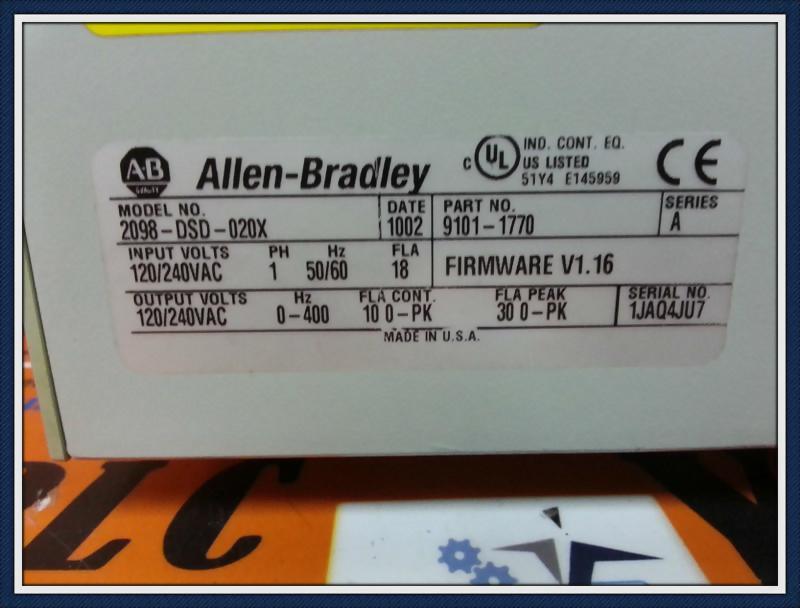 A-B
QUALITY
Allen-Bradley
C UL US LISTED
IND. CONT. EQ.
51Y4 E145959
CE
MODEL NO. DATE PART NO. SERIES
2098-DSD-020X 1002 9101-1770 A
INPUT VOLTS PH Hz FLA
120/240VAC 1 50/60 18 FIRMWARE V1.16
OUTPUT VOLTS Hz FLA CONT. FLA PEAK SERIAL NO.
120/240VAC 0-400 10 0-PK 30 0-PK 1JAQ4JU7
MADE IN U.S.A.
PLC